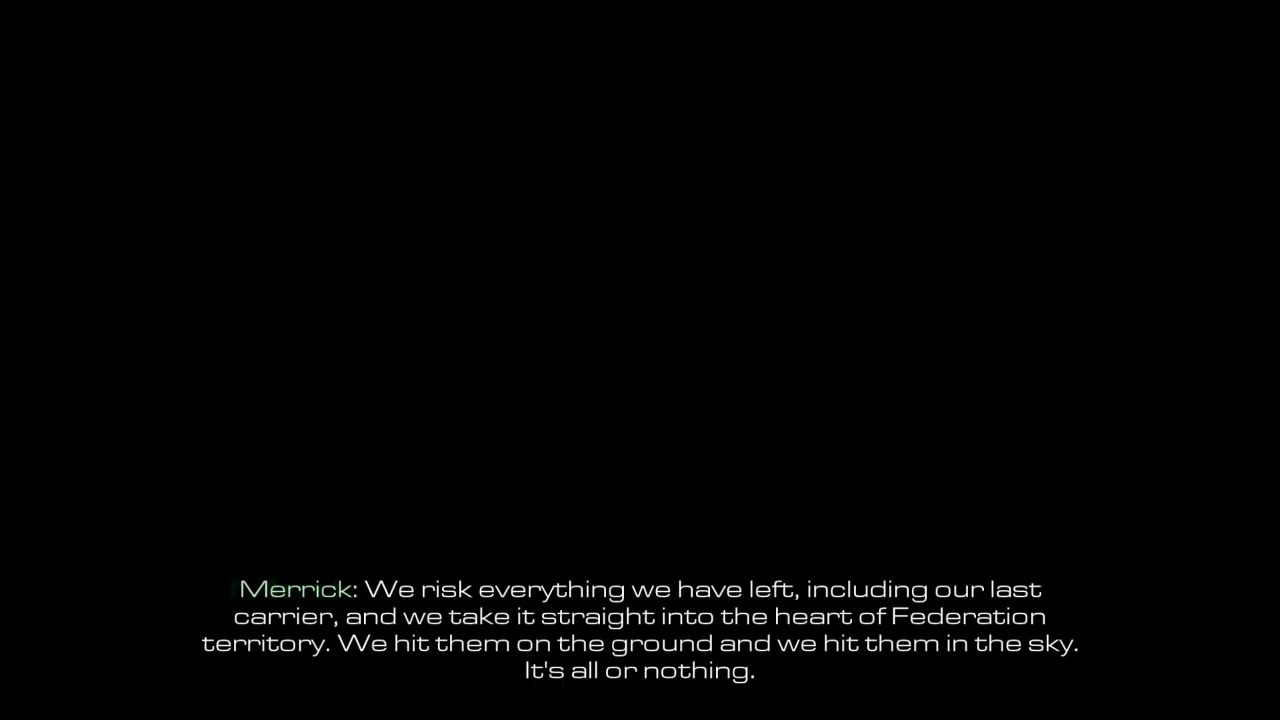 Merrick: We risk everything we have left, including our last
carrier, and we take it straight into the heart of Federation
territory. We hit them on the ground and we hit them in the sky.
It's all or nothing.